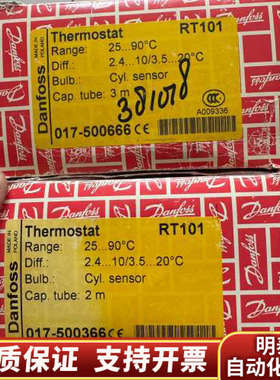 Danfoss
MADE IN POLAND
Thermostat RT101
Range: 25...90°C
Diff.: 2.4...10/3.5...20°C
Bulb: Cyl. sensor
Cap. tube: 3 m
381078
A009336
017-500666 CE
Danfoss
MADE IN POLAND
Thermostat RT101
Range: 25...90°C
Diff.: 2.4...10/3.5...20°C
Bulb: Cyl. sensor
Cap. tube: 2 m
017-500366 CE
质保证 支持开票
自动化